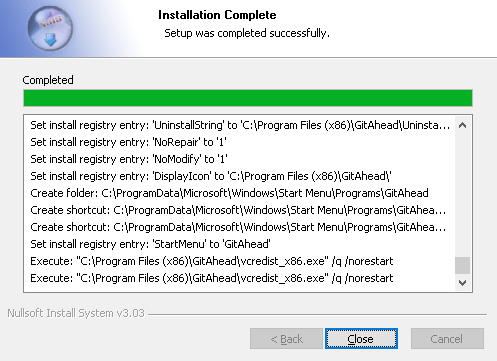 Installation Complete
Setup was completed successfully.
Completed
Set install registry entry: 'UninstallString' to 'C:\Program Files (x86)\GitAhead\Uninsta...
Set install registry entry: 'NoRepair' to '1'
Set install registry entry: 'NoModify' to '1'
Set install registry entry: 'DisplayIcon' to 'C:\Program Files (x86)\GitAhead\'
Create folder: C:\ProgramData\Microsoft\Windows\Start Menu\Programs\GitAhead
Create shortcut: C:\ProgramData\Microsoft\Windows\Start Menu\Programs\GitAhea...
Create shortcut: C:\ProgramData\Microsoft\Windows\Start Menu\Programs\GitAhea...
Set install registry entry: 'StartMenu' to 'GitAhead'
Execute: "C:\Program Files (x86)\GitAhead\vcredist_x86.exe" /q /norestart
Execute: "C:\Program Files (x86)\GitAhead\vcredist_x86.exe" /q /norestart
Nullsoft Install System v3.03
< Back
Close
Cancel